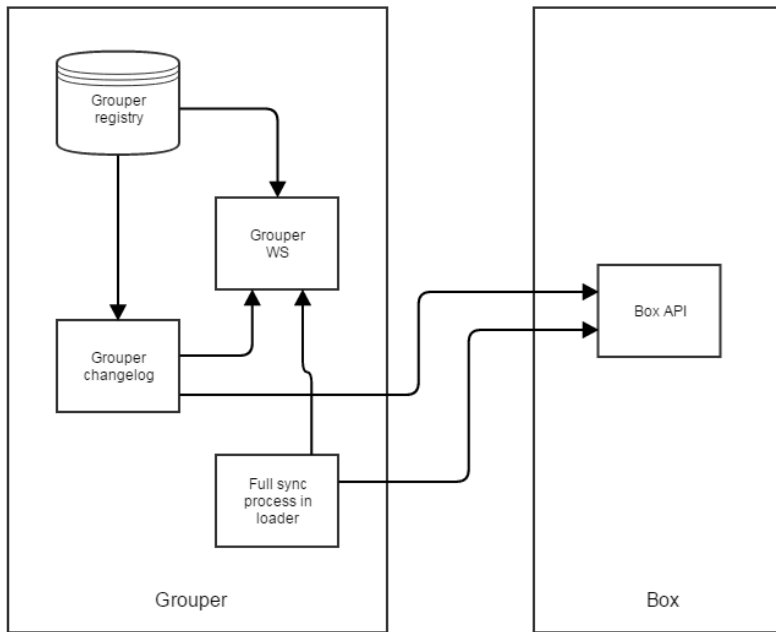 Grouper
registry
Grouper
WS
Box API
Grouper
changelog
Full sync
process in
loader
Grouper
Box